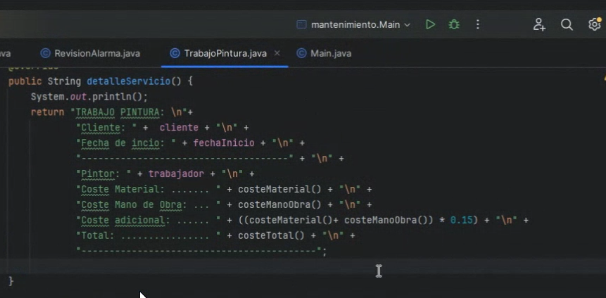 mantenimiento.Main
ava RevisionAlarma.java TrabajoPintura.java Main.java
@Override
public String detalleServicio() {
System.out.println();
return "TRABAJO PINTURA: \n"+
"Cliente: " + cliente + "\n" +
"Fecha de incio: " + fechaInicio + "\n" +
"------------------------------------" + "\n" +
"Pintor: " + trabajador + "\n" +
"Coste Material: ....... " + costeMaterial() + "\n" +
"Coste Mano de Obra: ... " + costeManoObra() + "\n" +
"Coste adicional: ...... " + ((costeMaterial()+ costeManoObra()) * 0.15) + "\n" +
"Total: ................ " + costeTotal() + "\n" +
"-----------------------------------------";
}